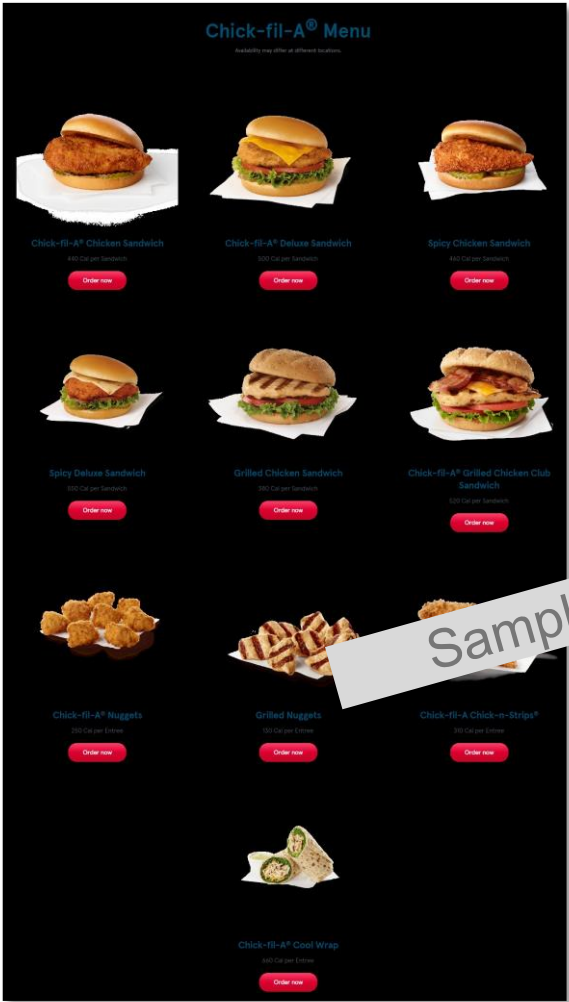 Chick-fil-A® Menu
Availability may differ at different locations.
Chick-fil-A® Chicken Sandwich
440 Cal per Sandwich
Order now
Chick-fil-A® Deluxe Sandwich
500 Cal per Sandwich
Order now
Spicy Chicken Sandwich
460 Cal per Sandwich
Order now
Spicy Deluxe Sandwich
Cal per Sandwich
Order now
Grilled Chicken Sandwich
Cal per Sandwich
Order now
Chick-fil-A® Grilled Chicken Club
Sandwich
520 Cal per Sandwich
Order now
Sampl
Chick-fil-A® Nuggets
250 Cal per Entree
Order now
Grilled Nuggets
130 Cal per Entree
Order now
Chick-fil-A Chick-n-Strips®
310 Cal per Entree
Order now
Chick-fil-A® Cool Wrap
660 Cal per Entree
Order now